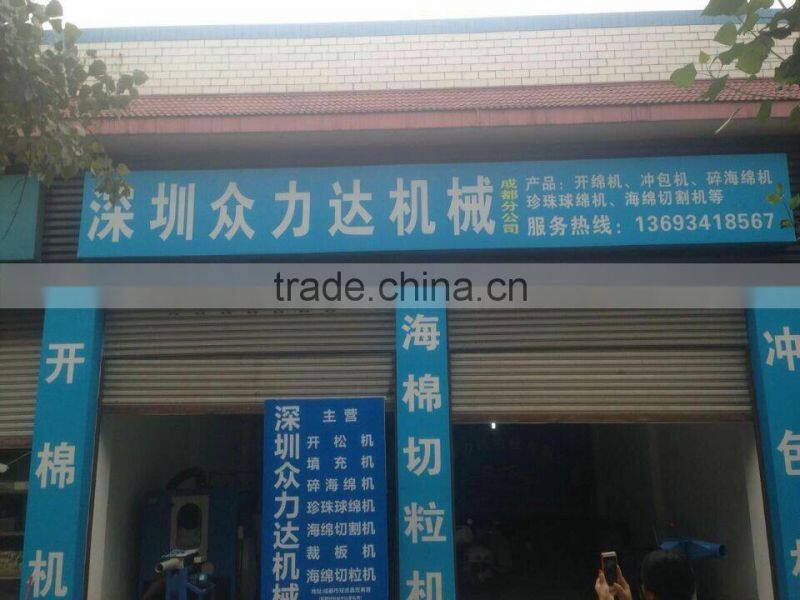 深圳众力达机械
成都分公司
产品：开绵机、冲包机、碎海绵机
珍珠球绵机、海绵切割机等
服务热线：13693418567
trade.china.cn
开棉机
深圳众力达机械
主营
开松机
填充机
碎海绵机
珍珠球绵机
海绵切割机
裁板机
海绵切粒机
海棉切粒机
冲包机